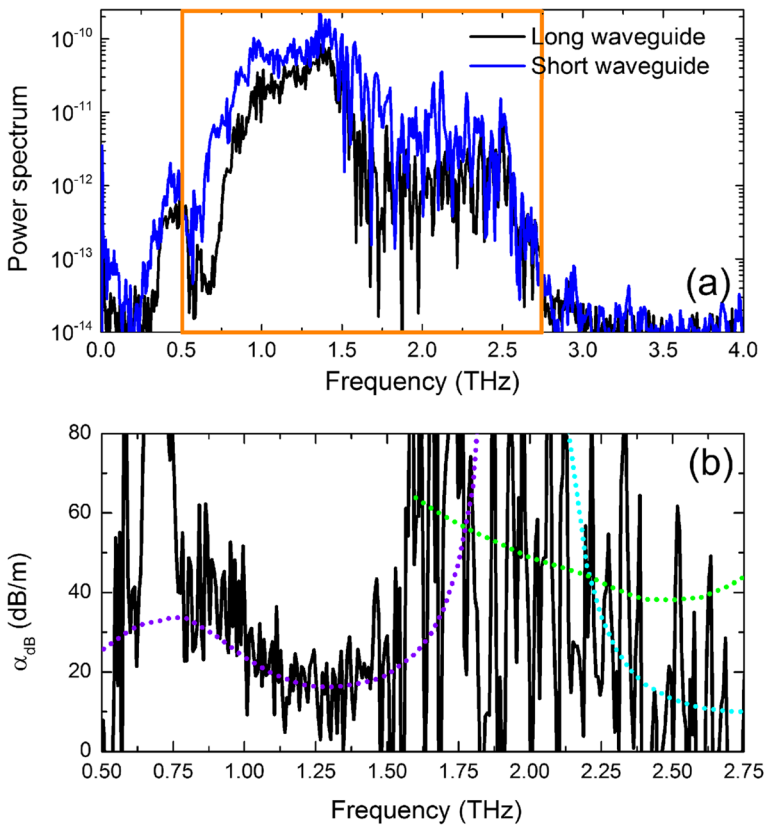 10⁻¹⁰
10⁻¹¹
10⁻¹²
10⁻¹³
10⁻¹⁴
Power spectrum
Long waveguide
Short waveguide
(a)
0.0 0.5 1.0 1.5 2.0 2.5 3.0 3.5 4.0
Frequency (THz)
80
60
40
20
0
α_dB (dB/m)
(b)
0.50 0.75 1.00 1.25 1.50 1.75 2.00 2.25 2.50 2.75
Frequency (THz)